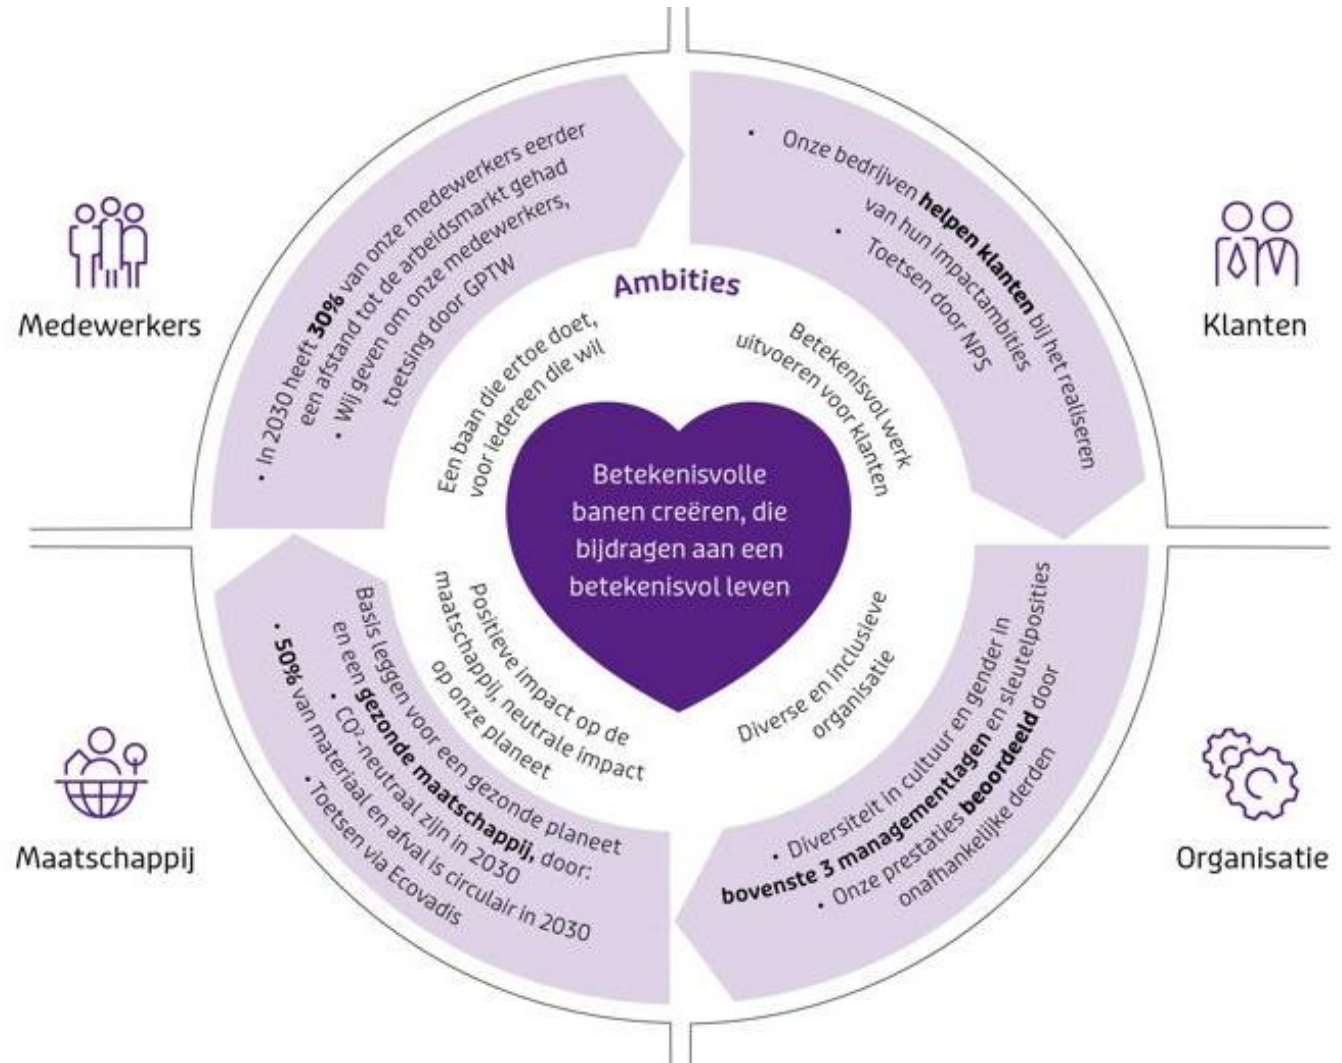 Medewerkers
• In 2030 heeft 30% van onze medewerkers eerder
een afstand tot de arbeidsmarkt gehad
• Wij geven om onze medewerkers,
toetsing door GPTW
• Onze bedrijven helpen klanten bij het realiseren
van hun impactambities
• Toetsen door NPS
Klanten
Ambities
Een baan die ertoe doet,
voor iedereen die wil
Betekenisvol werk
uitvoeren voor klanten
Betekenisvolle
banen creëren, die
bijdragen aan een
betekenisvol leven
Positieve impact op de
maatschappij, neutrale impact
op onze planeet
Diverse en inclusieve
organisatie
Maatschappij
Basis leggen voor een gezonde planeet
en een gezonde maatschappij, door:
• CO²-neutraal zijn in 2030
• 50% van materiaal en afval is circulair in 2030
• Toetsen via Ecovadis
• Diversiteit in cultuur en gender in
bovenste 3 managementlagen en sleutelposities
• Onze prestaties beoordeeld door
onafhankelijke derden
Organisatie